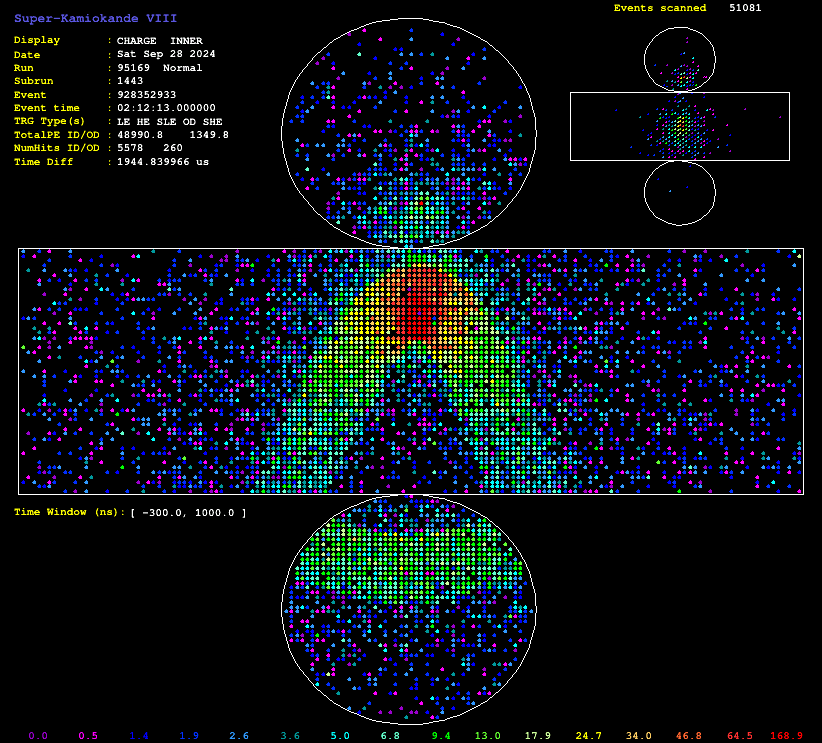 Super-Kamiokande VIII
Events scanned 51081
Display : CHARGE INNER
Date : Sat Sep 28 2024
Run : 95169 Normal
Subrun : 1443
Event : 928352933
Event time : 02:12:13.000000
TRG Type(s) : LE HE SLE OD SHE
TotalPE ID/OD : 48990.8 1349.8
NumHits ID/OD : 5578 260
Time Diff : 1944.839966 us
Time Window (ns): [ -300.0, 1000.0 ]
0.0 0.5 1.4 1.9 2.6 3.6 5.0 6.8 9.4 13.0 17.9 24.7 34.0 46.8 64.5 168.9